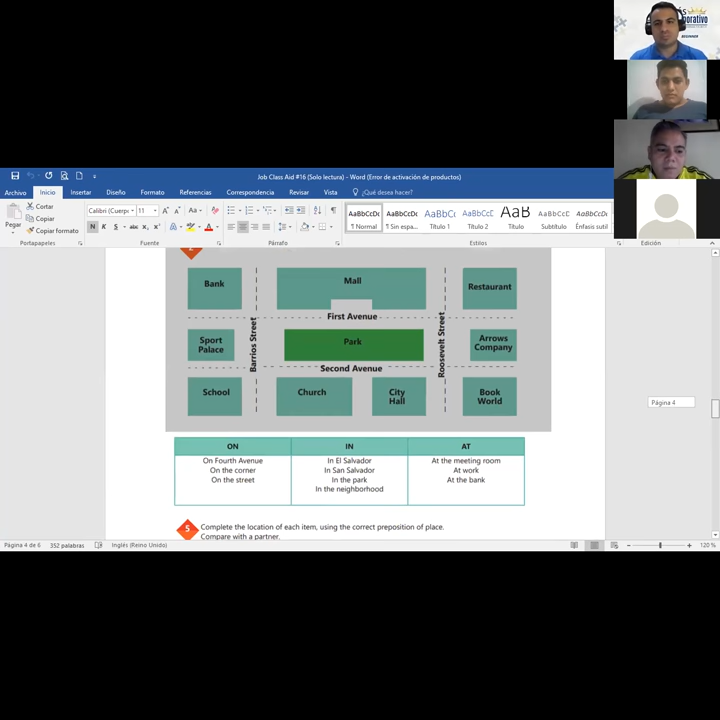 orporativo
BEGINNER
Job Class Aid #16 (Solo lectura) - Word (Error de activación de productos)
Archivo Inicio Insertar Diseño Formato Referencias Correspondencia Revisar Vista ¿Qué desea hacer?
Pegar
Cortar
Copiar
Copiar formato
Portapapeles
Calibri (Cuerp 11
Fuente
Párrafo
AaBbCcDc AaBbCcDc AaBbCc AaBbCcD AaB AaBbCcD AaBbCcDc
¶ Normal ¶ Sin espa... Título 1 Título 2 Título Subtítulo Énfasis sutil
Estilos
Edición
Bank
Mall
Restaurant
First Avenue
Barrios Street
Roosevelt Street
Sport
Palace
Park
Arrows
Company
Second Avenue
School
Church
City
Hall
Book
World
Página 4
ON IN AT
On Fourth Avenue In El Salvador At the meeting room
On the corner In San Salvador At work
On the street In the park At the bank
In the neighborhood
5 Complete the location of each item, using the correct preposition of place.
Compare with a partner.
Página 4 de 6 352 palabras Inglés (Reino Unido) 120 %